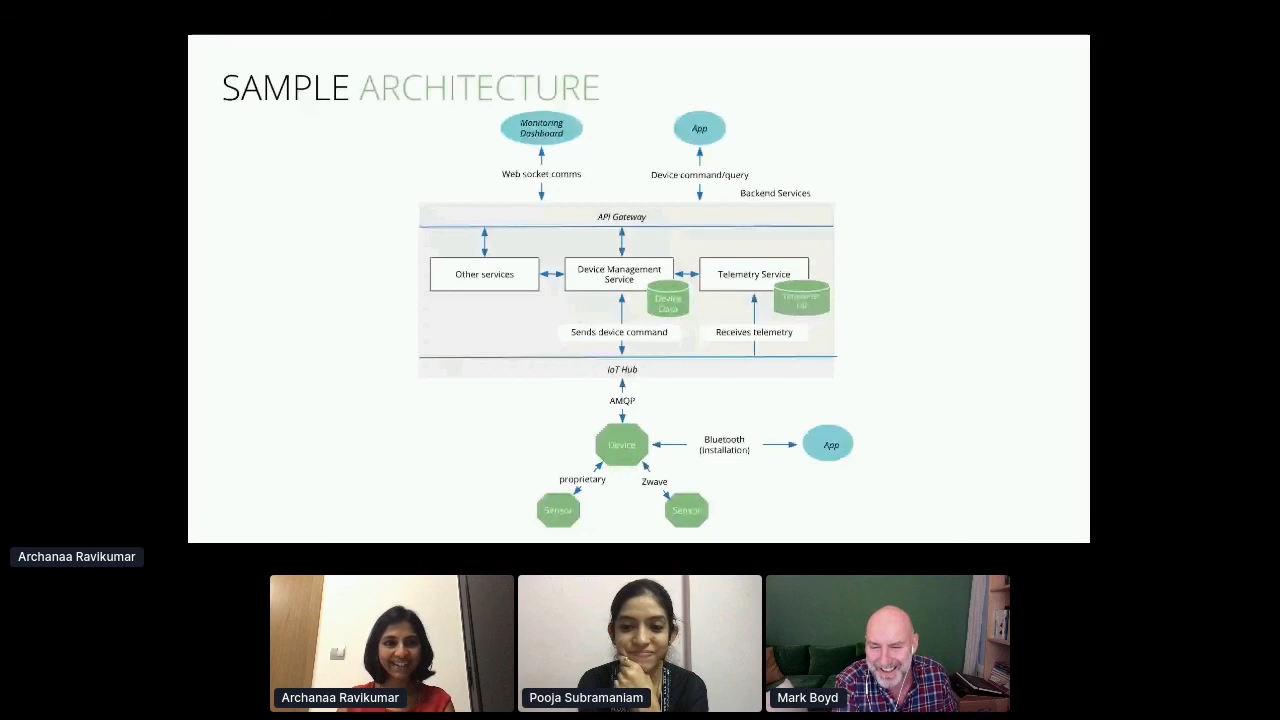 SAMPLE ARCHITECTURE
Monitoring
Dashboard
App
Web socket comms
Device command/query
Backend Services
API Gateway
Other services
Device Management
Service
Telemetry Service
Device
Data
Sends device command
Receives telemetry
IoT Hub
AMQP
Device
Bluetooth
(installation)
App
proprietary
Zwave
Sensor
Sensor
Archanaa Ravikumar
Archanaa Ravikumar
Pooja Subramaniam
Mark Boyd